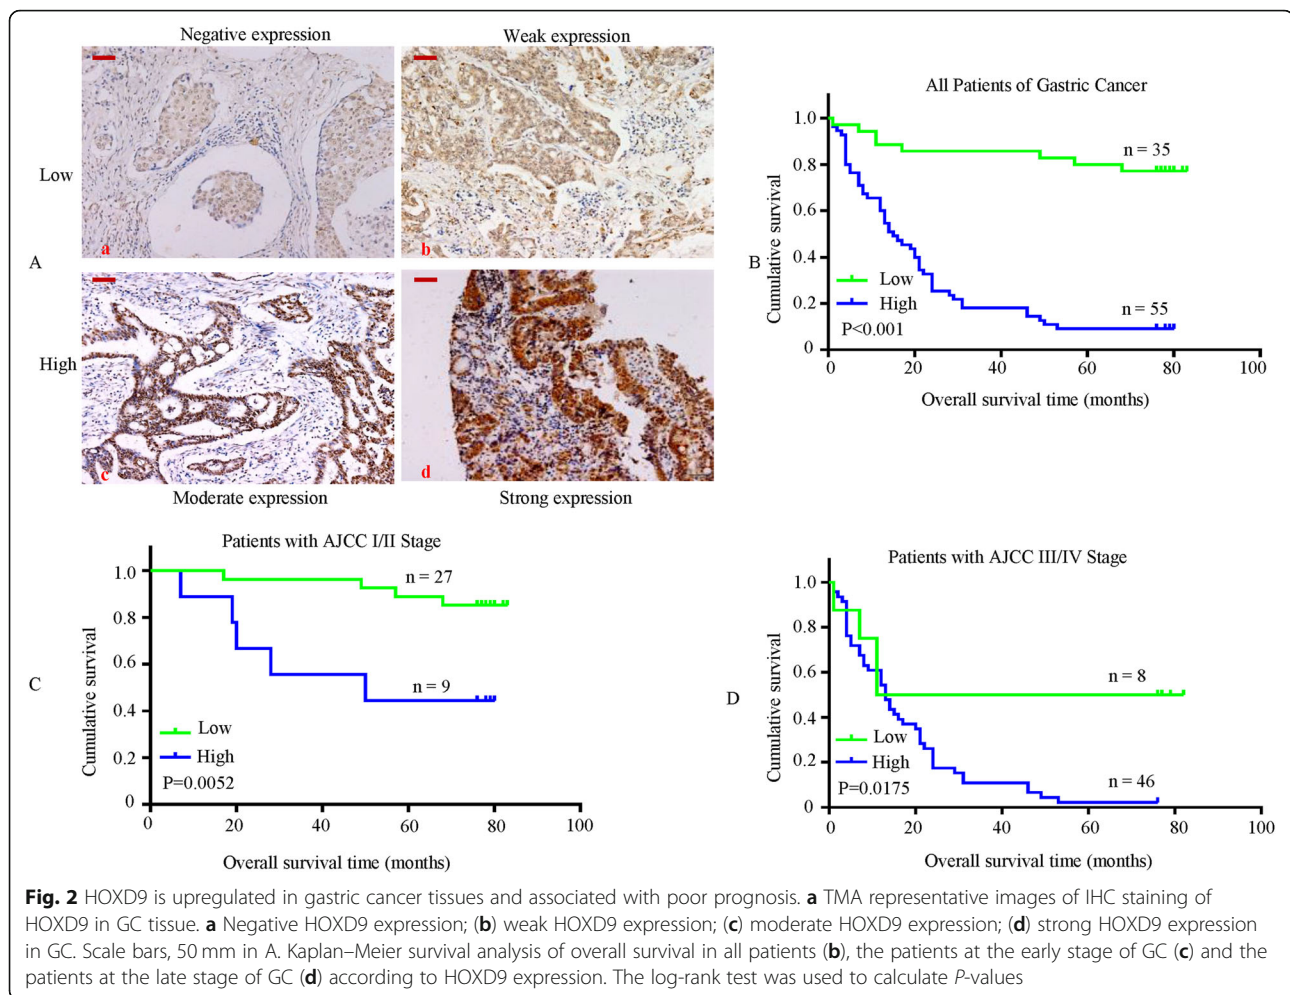 Negative expression
Weak expression
Low
a
b
A
High
c
d
Moderate expression
Strong expression
All Patients of Gastric Cancer
1.0
0.8
0.6
0.4
0.2
0
Cumulative survival
n = 35
B
Low
High
P<0.001
n = 55
0
20
40
60
80
100
Overall survival time (months)
Patients with AJCC I/II Stage
1.0
0.8
0.6
0.4
0.2
0
Cumulative survival
n = 27
C
n = 9
Low
High
P=0.0052
0
20
40
60
80
100
Overall survival time (months)
Patients with AJCC III/IV Stage
1.0
0.8
0.6
0.4
0.2
0
Cumulative survival
n = 8
D
Low
High
P=0.0175
n = 46
0
20
40
60
80
100
Overall survival time (months)
Fig. 2 HOXD9 is upregulated in gastric cancer tissues and associated with poor prognosis. a TMA representative images of IHC staining of
HOXD9 in GC tissue. a Negative HOXD9 expression; (b) weak HOXD9 expression; (c) moderate HOXD9 expression; (d) strong HOXD9 expression
in GC. Scale bars, 50 mm in A. Kaplan–Meier survival analysis of overall survival in all patients (b), the patients at the early stage of GC (c) and the
patients at the late stage of GC (d) according to HOXD9 expression. The log-rank test was used to calculate P-values